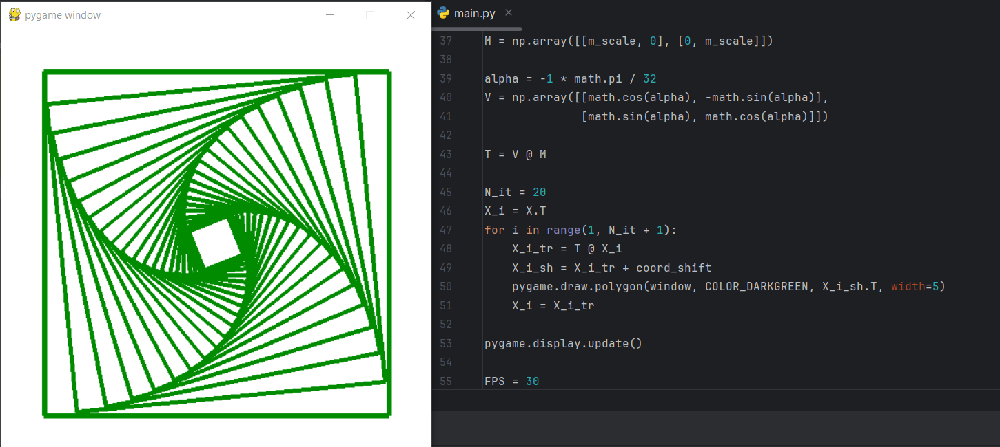 pygame window
main.py
37 M = np.array([[m_scale, 0], [0, m_scale]])
38
39 alpha = -1 * math.pi / 32
40 V = np.array([[math.cos(alpha), -math.sin(alpha)],
41 [math.sin(alpha), math.cos(alpha)]])
42
43 T = V @ M
44
45 N_it = 20
46 X_i = X.T
47 for i in range(1, N_it + 1):
48 X_i_tr = T @ X_i
49 X_i_sh = X_i_tr + coord_shift
50 pygame.draw.polygon(window, COLOR_DARKGREEN, X_i_sh.T, width=5)
51 X_i = X_i_tr
52
53 pygame.display.update()
54
55 FPS = 30